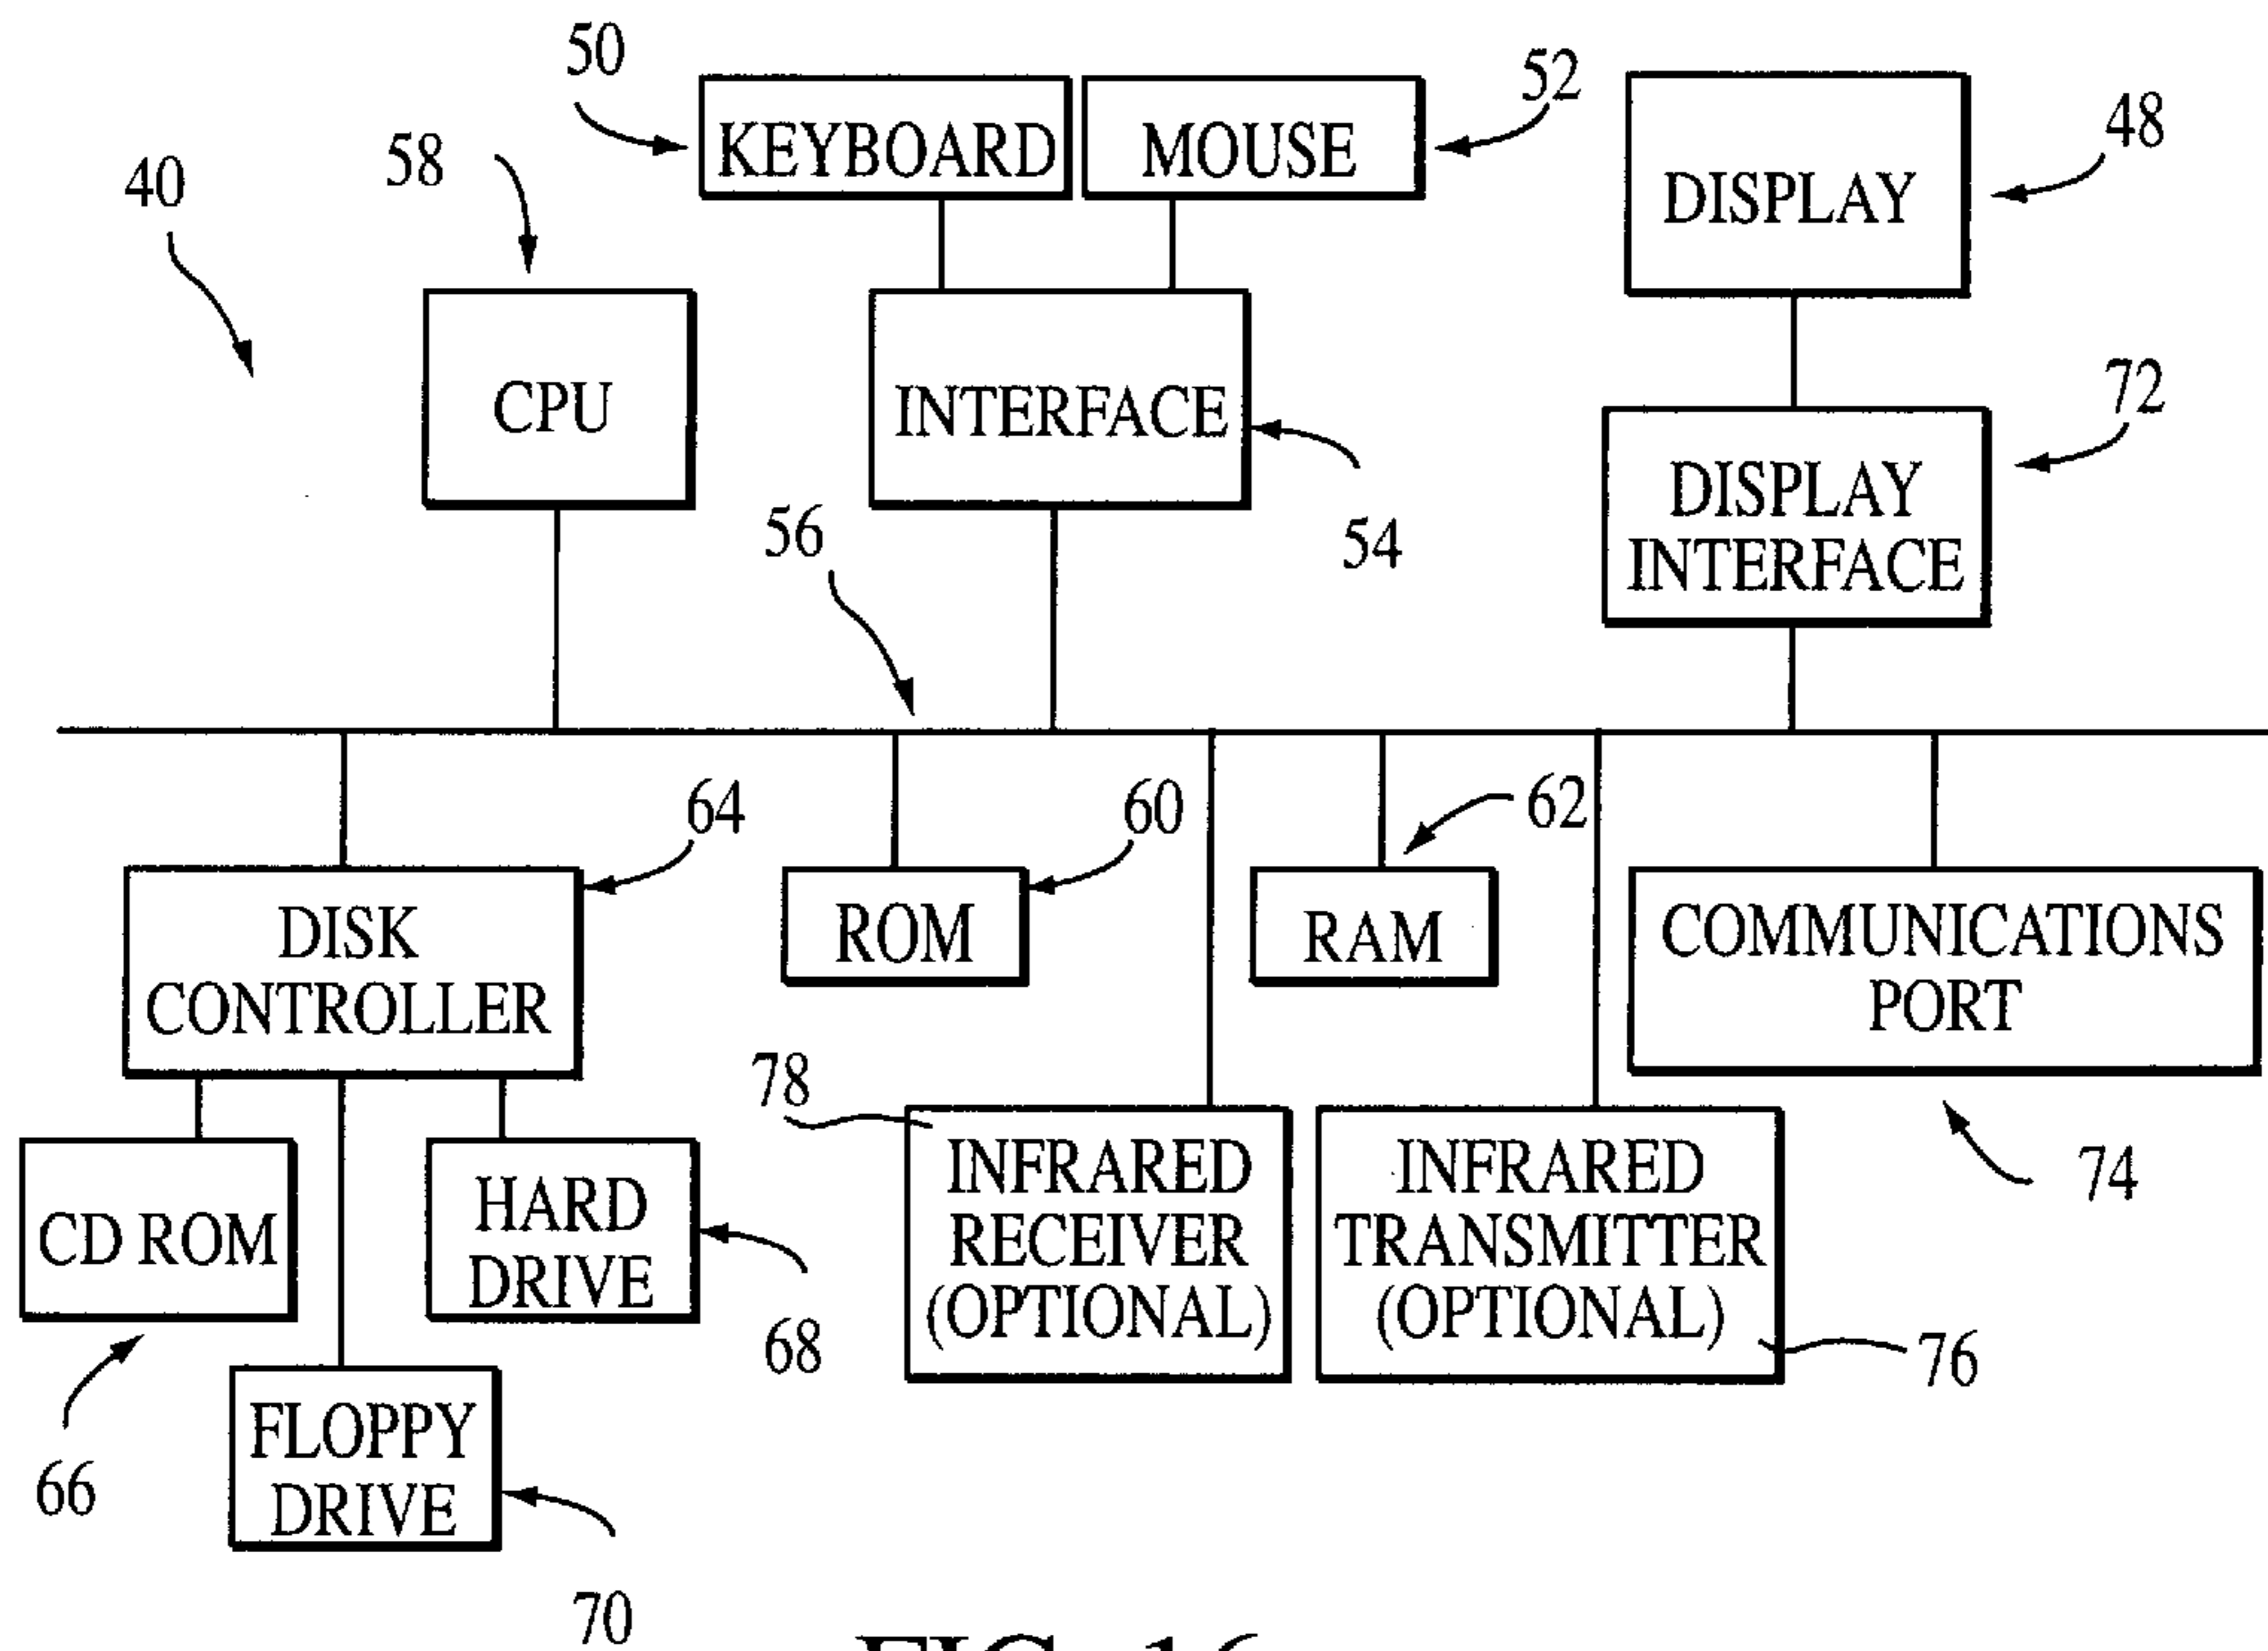 50
52
48
KEYBOARD
MOUSE
58
40
DISPLAY
CPU
INTERFACE
72
DISPLAY
INTERFACE
56
54
64
60
62
DISK
CONTROLLER
ROM
RAM
COMMUNICATIONS
PORT
78
74
CD ROM
HARD
DRIVE
INFRARED
RECEIVER
(OPTIONAL)
INFRARED
TRANSMITTER
(OPTIONAL)
68
76
66
FLOPPY
DRIVE
70
FIG. 16